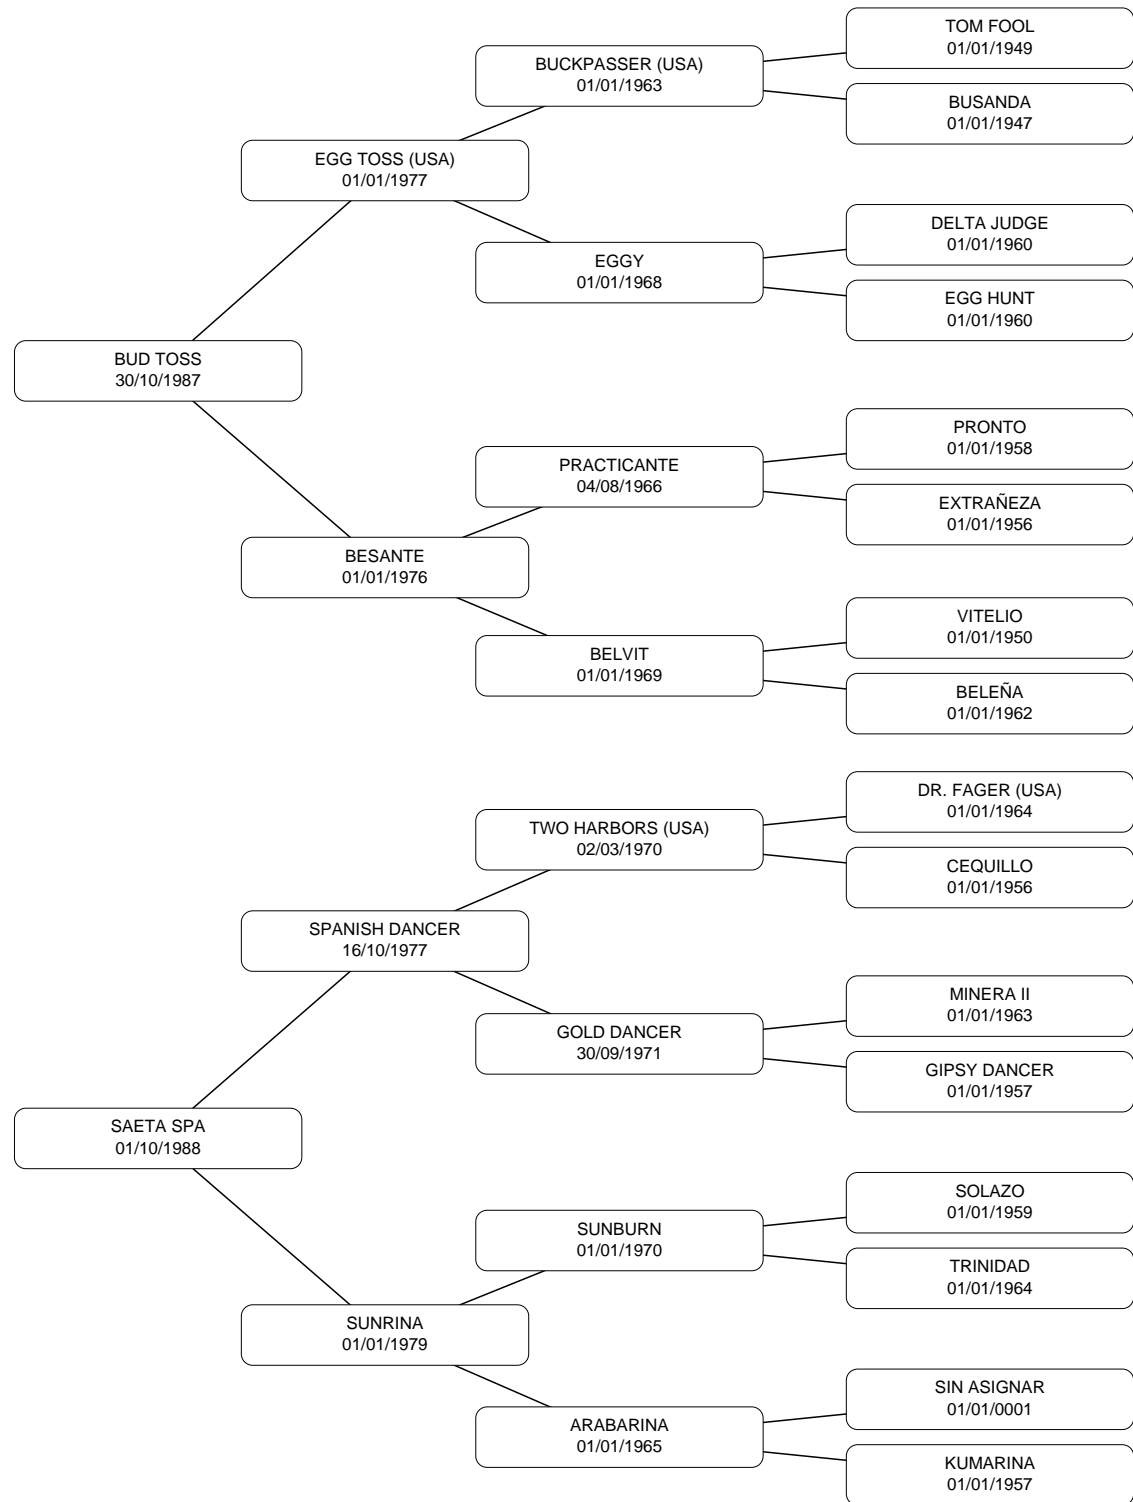 TOM FOOL
01/01/1949
BUCKPASSER (USA)
01/01/1963
BUSANDA
01/01/1947
EGG TOSS (USA)
01/01/1977
DELTA JUDGE
01/01/1960
EGGY
01/01/1968
EGG HUNT
01/01/1960
BUD TOSS
30/10/1987
PRONTO
01/01/1958
PRACTICANTE
04/08/1966
EXTRAÑEZA
01/01/1956
BESANTE
01/01/1976
VITELIO
01/01/1950
BELVIT
01/01/1969
BELEÑA
01/01/1962
DR. FAGER (USA)
01/01/1964
TWO HARBORS (USA)
02/03/1970
CEQUILLO
01/01/1956
SPANISH DANCER
16/10/1977
MINERA II
01/01/1963
GOLD DANCER
30/09/1971
GIPSY DANCER
01/01/1957
SAETA SPA
01/10/1988
SOLAZO
01/01/1959
SUNBURN
01/01/1970
TRINIDAD
01/01/1964
SUNRINA
01/01/1979
SIN ASIGNAR
01/01/0001
ARABARINA
01/01/1965
KUMARINA
01/01/1957